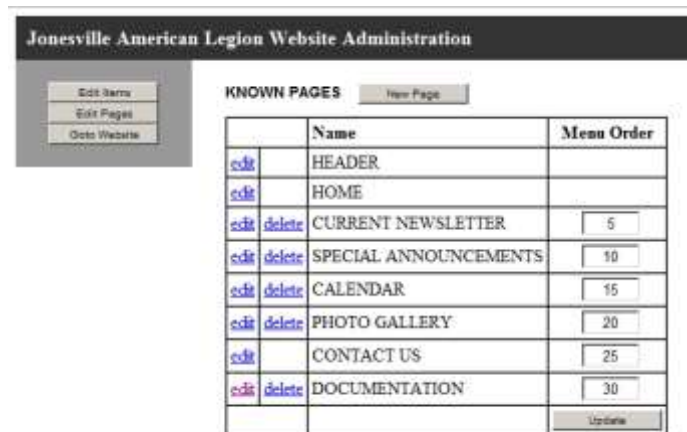 Jonesville American Legion Website Administration
Edit Items
Edit Pages
Goto Website
KNOWN PAGES New Page
Name Menu Order
edit HEADER
edit HOME
edit delete CURRENT NEWSLETTER 5
edit delete SPECIAL ANNOUNCEMENTS 10
edit delete CALENDAR 15
edit delete PHOTO GALLERY 20
edit CONTACT US 25
edit delete DOCUMENTATION 30
Update